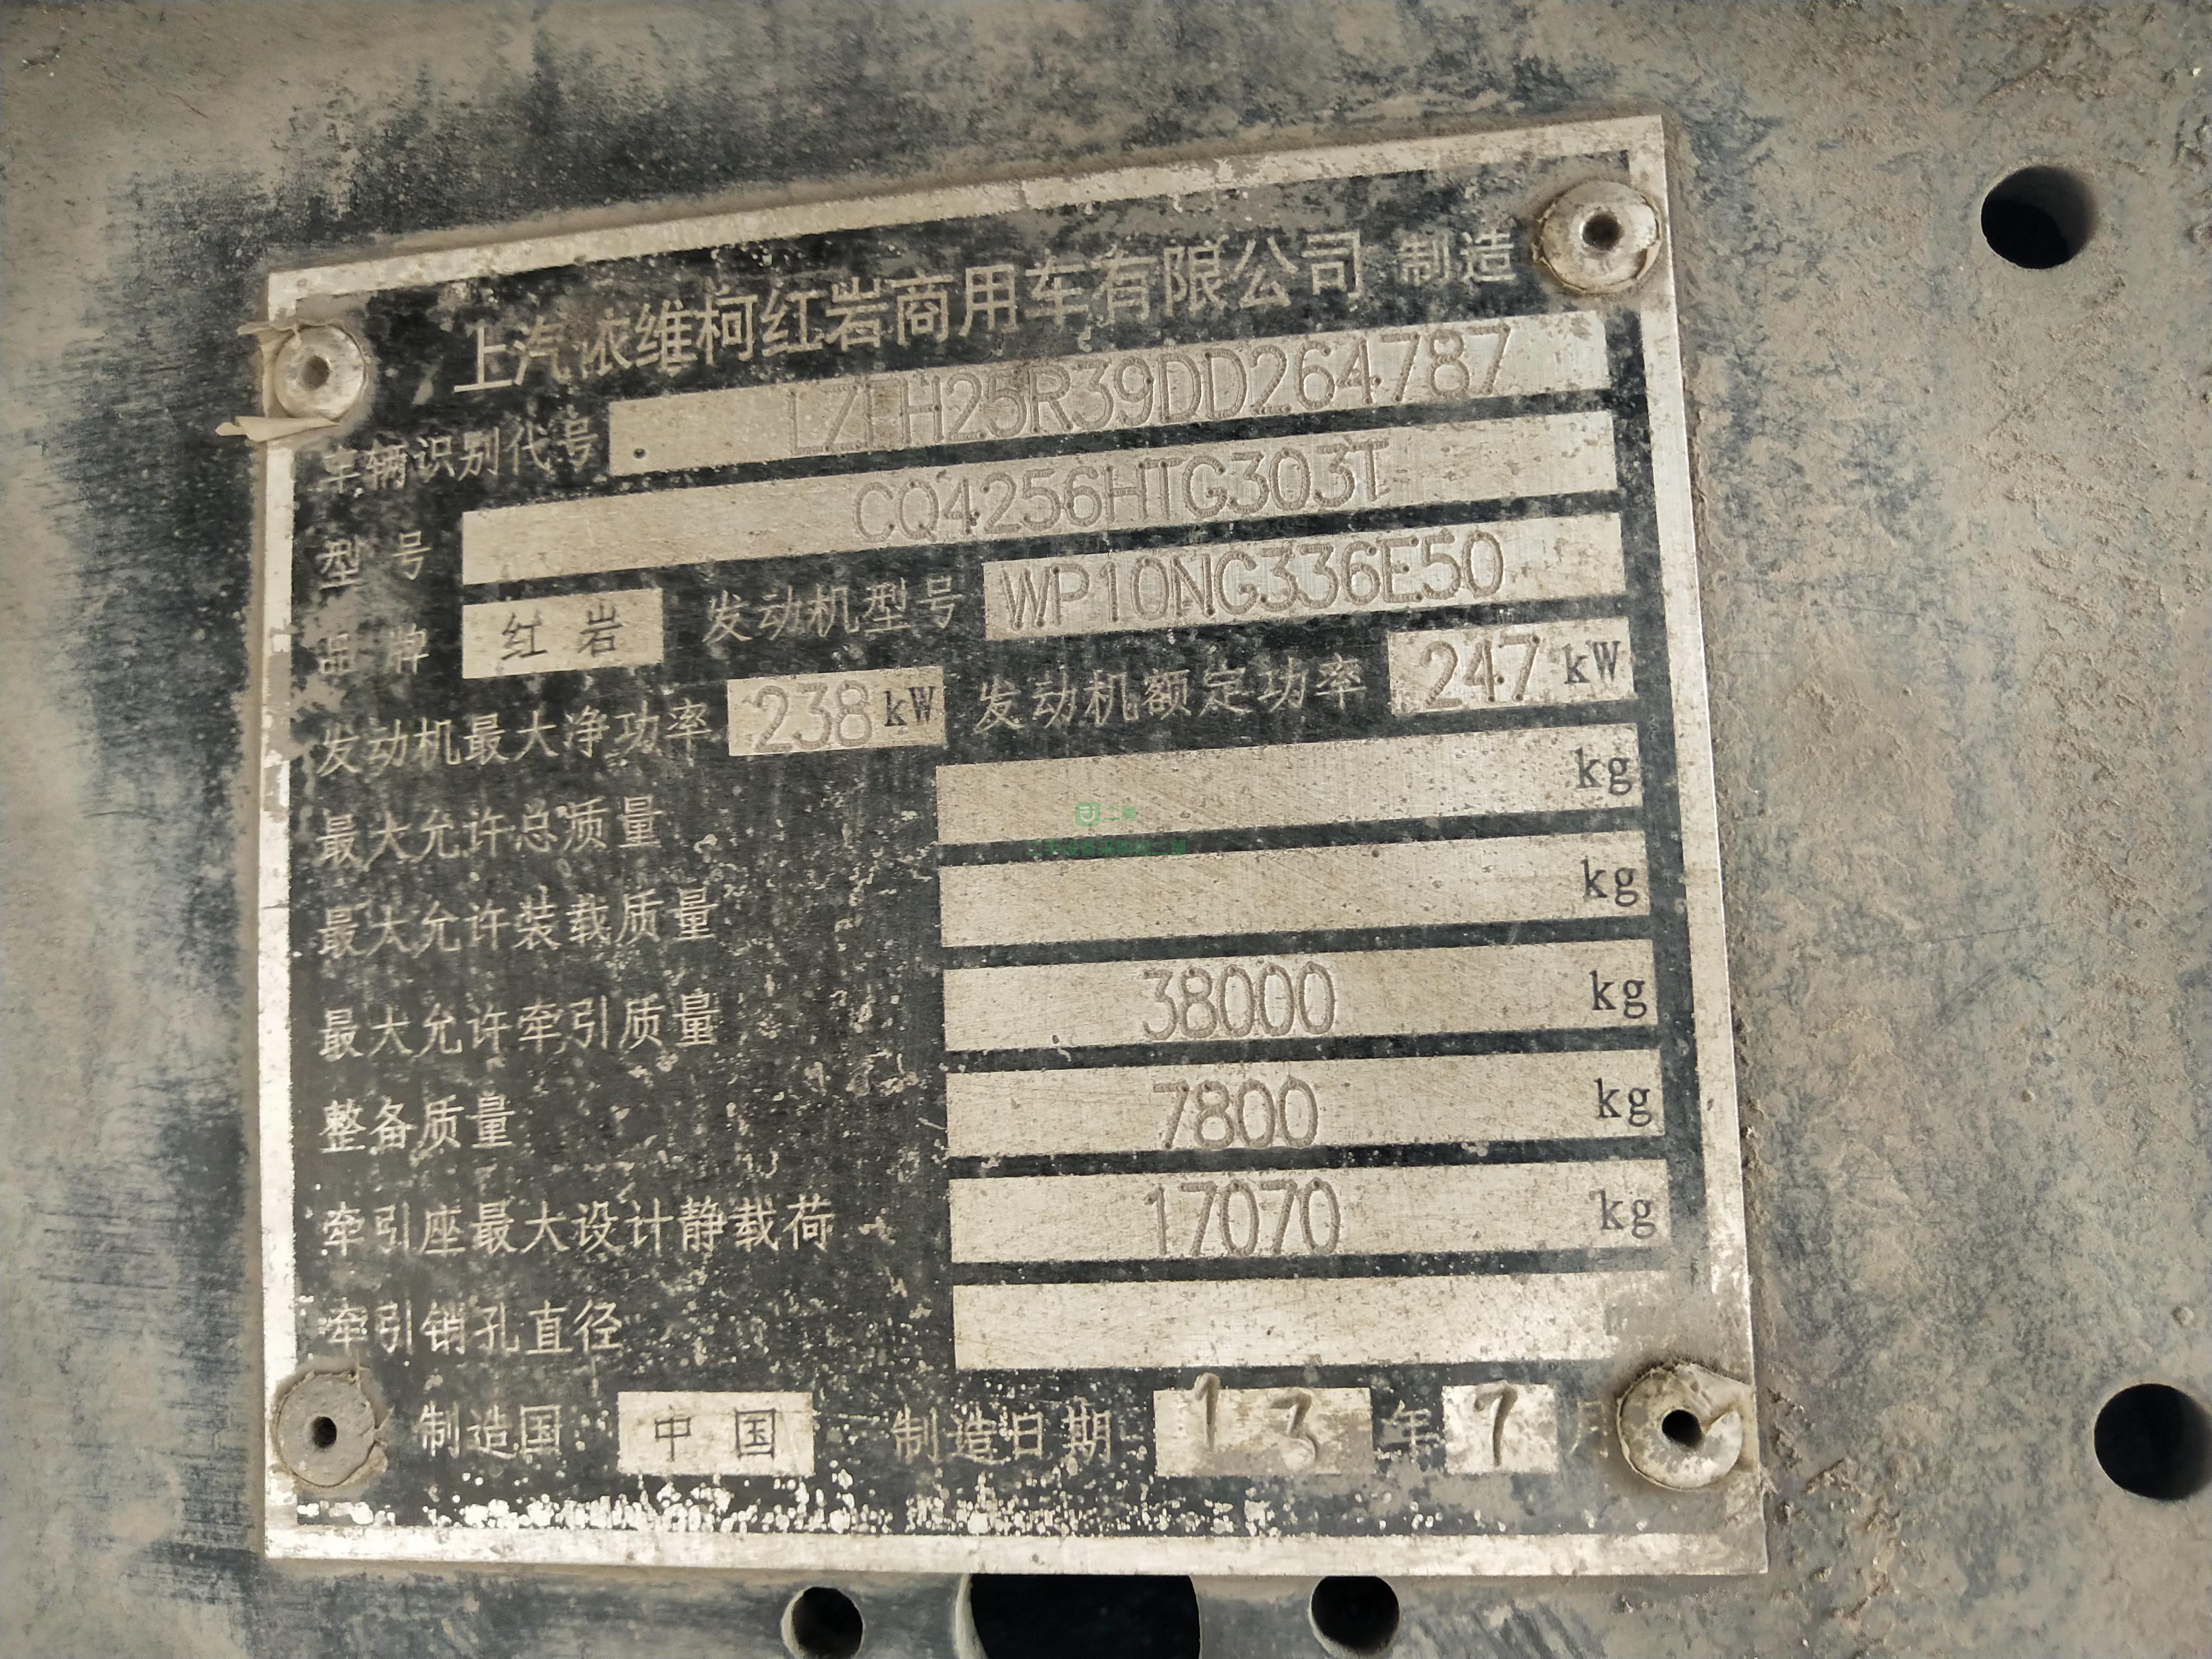 上汽依维柯红岩商用车有限公司 制造
车辆识别代号 LZFH25R39DD264787
型号 CQ4256HTG303T
品牌 红岩 发动机型号 WP10NG336E50
发动机最大净功率 238 kW 发动机额定功率 247 kW
最大允许总质量 kg
最大允许装载质量 kg
最大允许牵引质量 38000 kg
整备质量 7800 kg
牵引座最大设计静载荷 17070 kg
牵引销孔直径
制造国 中国 制造日期 13 年 7 月